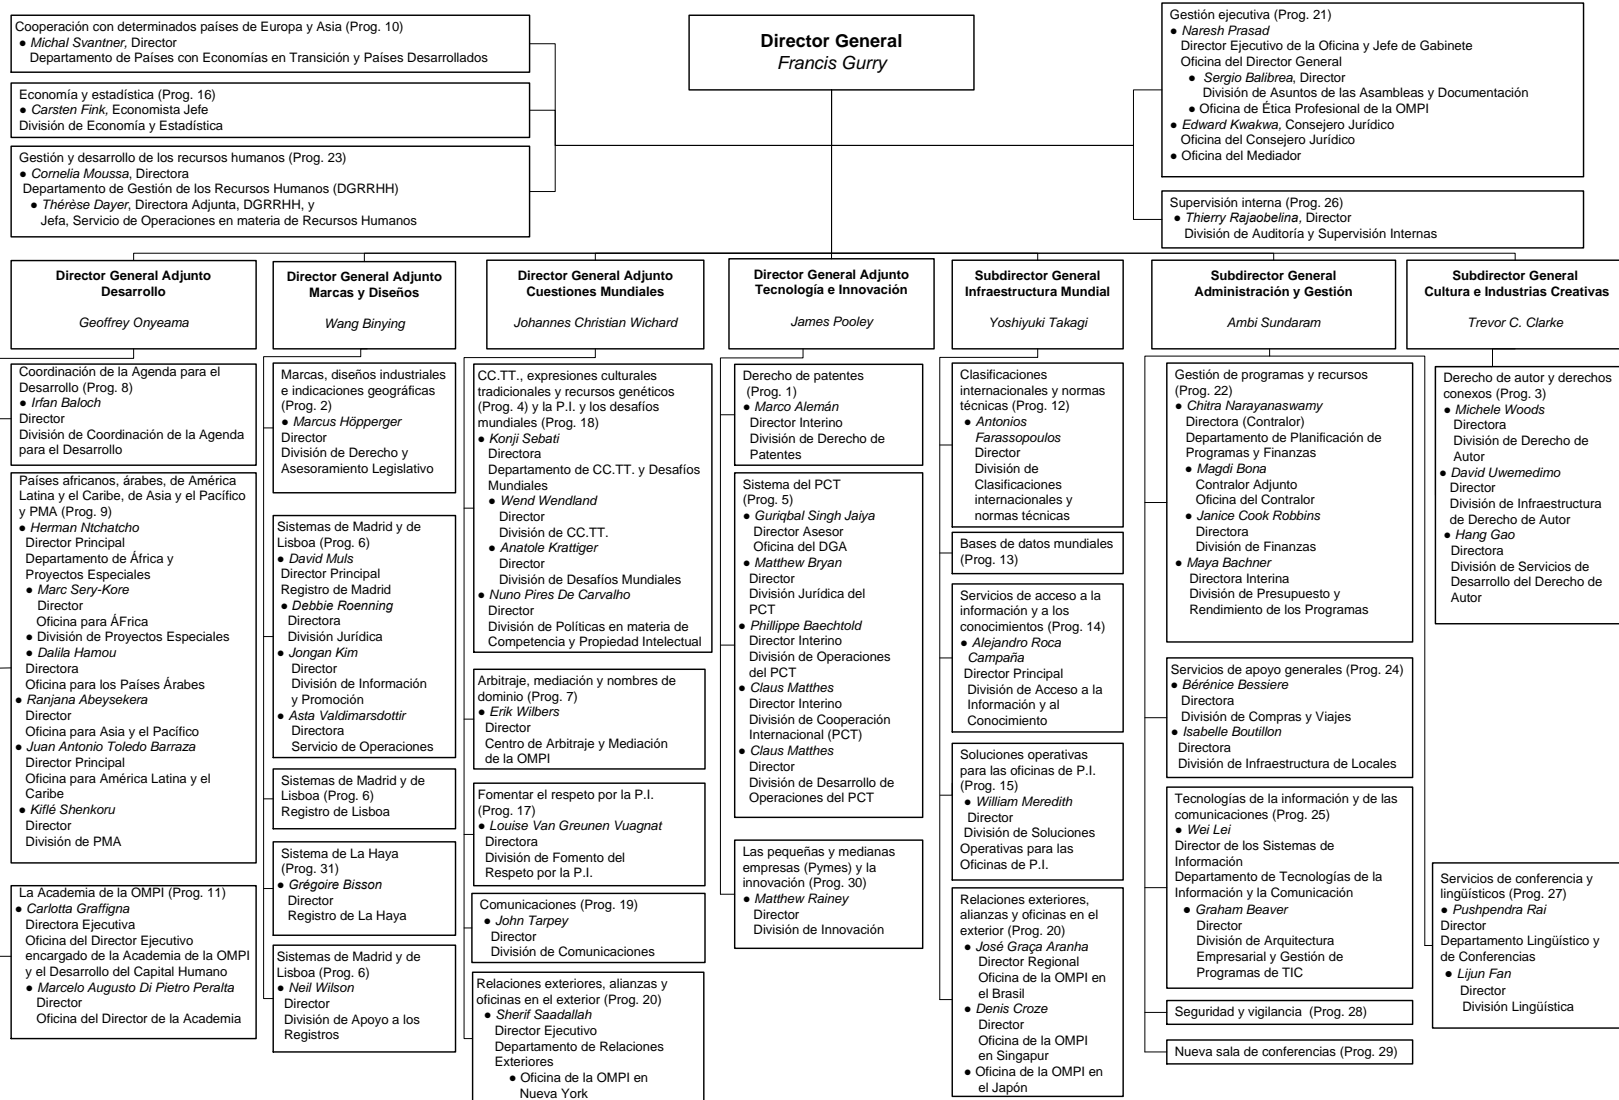 Cooperación con determinados países de Europa y Asia (Prog. 10)
● Michal Svantner, Director
Departamento de Países con Economías en Transición y Países Desarrollados
Economía y estadística (Prog. 16)
● Carsten Fink, Economista Jefe
División de Economía y Estadística
Gestión y desarrollo de los recursos humanos (Prog. 23)
● Cornelia Moussa, Directora
Departamento de Gestión de los Recursos Humanos (DGRRHH)
● Thérèse Dayer, Directora Adjunta, DGRRHH, y
Jefa, Servicio de Operaciones en materia de Recursos Humanos
Director General
Francis Gurry
Gestión ejecutiva (Prog. 21)
● Naresh Prasad
Director Ejecutivo de la Oficina y Jefe de Gabinete
Oficina del Director General
● Sergio Balibrea, Director
División de Asuntos de las Asambleas y Documentación
● Oficina de Ética Profesional de la OMPI
● Edward Kwakwa, Consejero Jurídico
Oficina del Consejero Jurídico
● Oficina del Mediador
Supervisión interna (Prog. 26)
● Thierry Rajaobelina, Director
División de Auditoría y Supervisión Internas
Director General Adjunto
Desarrollo
Geoffrey Onyeama
Coordinación de la Agenda para el
Desarrollo (Prog. 8)
● Irfan Baloch
Director
División de Coordinación de la Agenda
para el Desarrollo
Países africanos, árabes, de América
Latina y el Caribe, de Asia y el Pacífico
y PMA (Prog. 9)
● Herman Ntchatcho
Director Principal
Departamento de África y
Proyectos Especiales
● Marc Sery-Kore
Director
Oficina para ÁFrica
● División de Proyectos Especiales
● Dalila Hamou
Directora
Oficina para los Países Árabes
● Ranjana Abeysekera
Director
Oficina para Asia y el Pacífico
● Juan Antonio Toledo Barraza
Director Principal
Oficina para América Latina y el
Caribe
● Kiflé Shenkoru
Director
División de PMA
La Academia de la OMPI (Prog. 11)
● Carlotta Graffigna
Directora Ejecutiva
Oficina del Director Ejecutivo
encargado de la Academia de la OMPI
y el Desarrollo del Capital Humano
● Marcelo Augusto Di Pietro Peralta
Director
Oficina del Director de la Academia
Director General Adjunto
Marcas y Diseños
Wang Binying
Marcas, diseños industriales
e indicaciones geográficas
(Prog. 2)
● Marcus Höpperger
Director
División de Derecho y
Asesoramiento Legislativo
Sistemas de Madrid y de
Lisboa (Prog. 6)
● David Muls
Director Principal
Registro de Madrid
● Debbie Roenning
Directora
División Jurídica
● Jongan Kim
Director
División de Información
y Promoción
● Asta Valdimarsdottir
Directora
Servicio de Operaciones
Sistemas de Madrid y de
Lisboa (Prog. 6)
Registro de Lisboa
Sistema de La Haya
(Prog. 31)
● Grégoire Bisson
Director
Registro de La Haya
Sistemas de Madrid y de
Lisboa (Prog. 6)
● Neil Wilson
Director
División de Apoyo a los
Registros
Director General Adjunto
Cuestiones Mundiales
Johannes Christian Wichard
CC.TT., expresiones culturales
tradicionales y recursos genéticos
(Prog. 4) y la P.I. y los desafíos
mundiales (Prog. 18)
● Konji Sebati
Directora
Departamento de CC.TT. y Desafíos
Mundiales
● Wend Wendland
Director
División de CC.TT.
● Anatole Krattiger
Director
División de Desafíos Mundiales
● Nuno Pires De Carvalho
Director
División de Políticas en materia de
Competencia y Propiedad Intelectual
Arbitraje, mediación y nombres de
dominio (Prog. 7)
● Erik Wilbers
Director
Centro de Arbitraje y Mediación
de la OMPI
Fomentar el respeto por la P.I.
(Prog. 17)
● Louise Van Greunen Vuagnat
Directora
División de Fomento del
Respeto por la P.I.
Comunicaciones (Prog. 19)
● John Tarpey
Director
División de Comunicaciones
Relaciones exteriores, alianzas y
oficinas en el exterior (Prog. 20)
● Sherif Saadallah
Director Ejecutivo
Departamento de Relaciones
Exteriores
● Oficina de la OMPI en
Nueva York
Director General Adjunto
Tecnología e Innovación
James Pooley
Derecho de patentes
(Prog. 1)
● Marco Alemán
Director Interino
División de Derecho de
Patentes
Sistema del PCT
(Prog. 5)
● Guriqbal Singh Jaiya
Director Asesor
Oficina del DGA
● Matthew Bryan
Director
División Jurídica del
PCT
● Phillippe Baechtold
Director Interino
División de Operaciones
del PCT
● Claus Matthes
Director Interino
División de Cooperación
Internacional (PCT)
● Claus Matthes
Director
División de Desarrollo de
Operaciones del PCT
Las pequeñas y medianas
empresas (Pymes) y la
innovación (Prog. 30)
● Matthew Rainey
Director
División de Innovación
Subdirector General
Infraestructura Mundial
Yoshiyuki Takagi
Clasificaciones
internacionales y normas
técnicas (Prog. 12)
● Antonios
Farassopoulos
Director
División de
Clasificaciones
internacionales y
normas técnicas
Bases de datos mundiales
(Prog. 13)
Servicios de acceso a la
información y a los
conocimientos (Prog. 14)
● Alejandro Roca
Campaña
Director Principal
División de Acceso a la
Información y al
Conocimiento
Soluciones operativas
para las oficinas de P.I.
(Prog. 15)
● William Meredith
Director
División de Soluciones
Operativas para las
Oficinas de P.I.
Relaciones exteriores,
alianzas y oficinas en el
exterior (Prog. 20)
● José Graça Aranha
Director Regional
Oficina de la OMPI en
el Brasil
● Denis Croze
Director
Oficina de la OMPI
en Singapur
● Oficina de la OMPI en
el Japón
Subdirector General
Administración y Gestión
Ambi Sundaram
Gestión de programas y recursos
(Prog. 22)
● Chitra Narayanaswamy
Directora (Contralor)
Departamento de Planificación de
Programas y Finanzas
● Magdi Bona
Contralor Adjunto
Oficina del Contralor
● Janice Cook Robbins
Directora
División de Finanzas
● Maya Bachner
Directora Interina
División de Presupuesto y
Rendimiento de los Programas
Servicios de apoyo generales (Prog. 24)
● Bérénice Bessiere
Directora
División de Compras y Viajes
● Isabelle Boutillon
Directora
División de Infraestructura de Locales
Tecnologías de la información y de las
comunicaciones (Prog. 25)
● Wei Lei
Director de los Sistemas de
Información
Departamento de Tecnologías de la
Información y la Comunicación
● Graham Beaver
Director
División de Arquitectura
Empresarial y Gestión de
Programas de TIC
Seguridad y vigilancia (Prog. 28)
Nueva sala de conferencias (Prog. 29)
Subdirector General
Cultura e Industrias Creativas
Trevor C. Clarke
Derecho de autor y derechos
conexos (Prog. 3)
● Michele Woods
Directora
División de Derecho de
Autor
● David Uwemedimo
Director
División de Infraestructura
de Derecho de Autor
● Hang Gao
Directora
División de Servicios de
Desarrollo del Derecho de
Autor
Servicios de conferencia y
lingüísticos (Prog. 27)
● Pushpendra Rai
Director
Departamento Lingüístico y
de Conferencias
● Lijun Fan
Director
División Lingüística